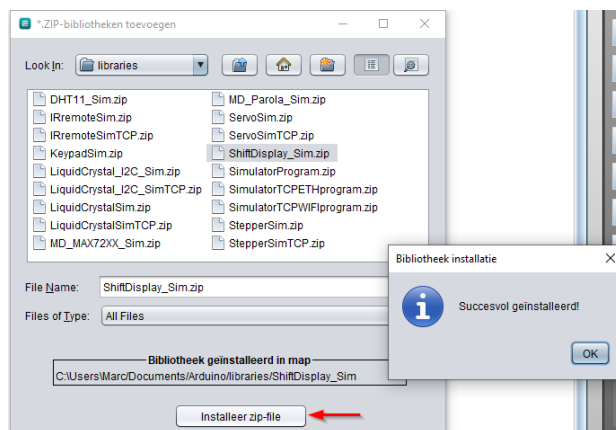 *.ZIP-bibliotheken toevoegen
Look In: libraries
DHT11_Sim.zip
IRremoteSim.zip
IRremoteSimTCP.zip
KeypadSim.zip
LiquidCrystal_I2C_Sim.zip
LiquidCrystal_I2C_SimTCP.zip
LiquidCrystalSim.zip
LiquidCrystalSimTCP.zip
MD_MAX72XX_Sim.zip
MD_Parola_Sim.zip
ServoSim.zip
ServoSimTCP.zip
ShiftDisplay_Sim.zip
SimulatorProgram.zip
SimulatorTCPETHprogram.zip
SimulatorTCPWIFIprogram.zip
StepperSim.zip
StepperSimTCP.zip
Bibliotheek installatie
Succesvol geïnstalleerd!
OK
File Name: ShiftDisplay_Sim.zip
Files of Type: All Files
Bibliotheek geïnstalleerd in map
C:\Users\Marc/Documents/Arduino/libraries/ShiftDisplay_Sim
Installeer zip-file